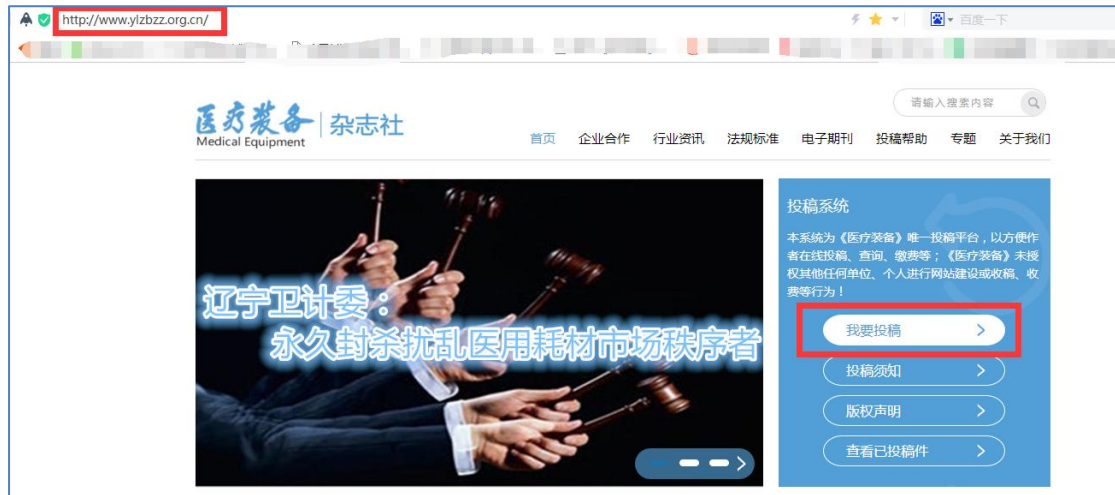 http://www.yizbzz.org.cn/
百度一下
请输入搜索内容
医疗装备 杂志社
Medical Equipment
首页 企业合作 行业资讯 法规标准 电子期刊 投稿帮助 专题 关于我们
辽宁卫计委：
永久封杀扰乱医用耗材市场秩序者
投稿系统
本系统为《医疗装备》唯一投稿平台，以方便作
者在线投稿、查询、缴费等；《医疗装备》未授
权其他任何单位、个人进行网站建设或收稿、收
费等行为！
我要投稿
投稿须知
版权声明
查看已投稿件